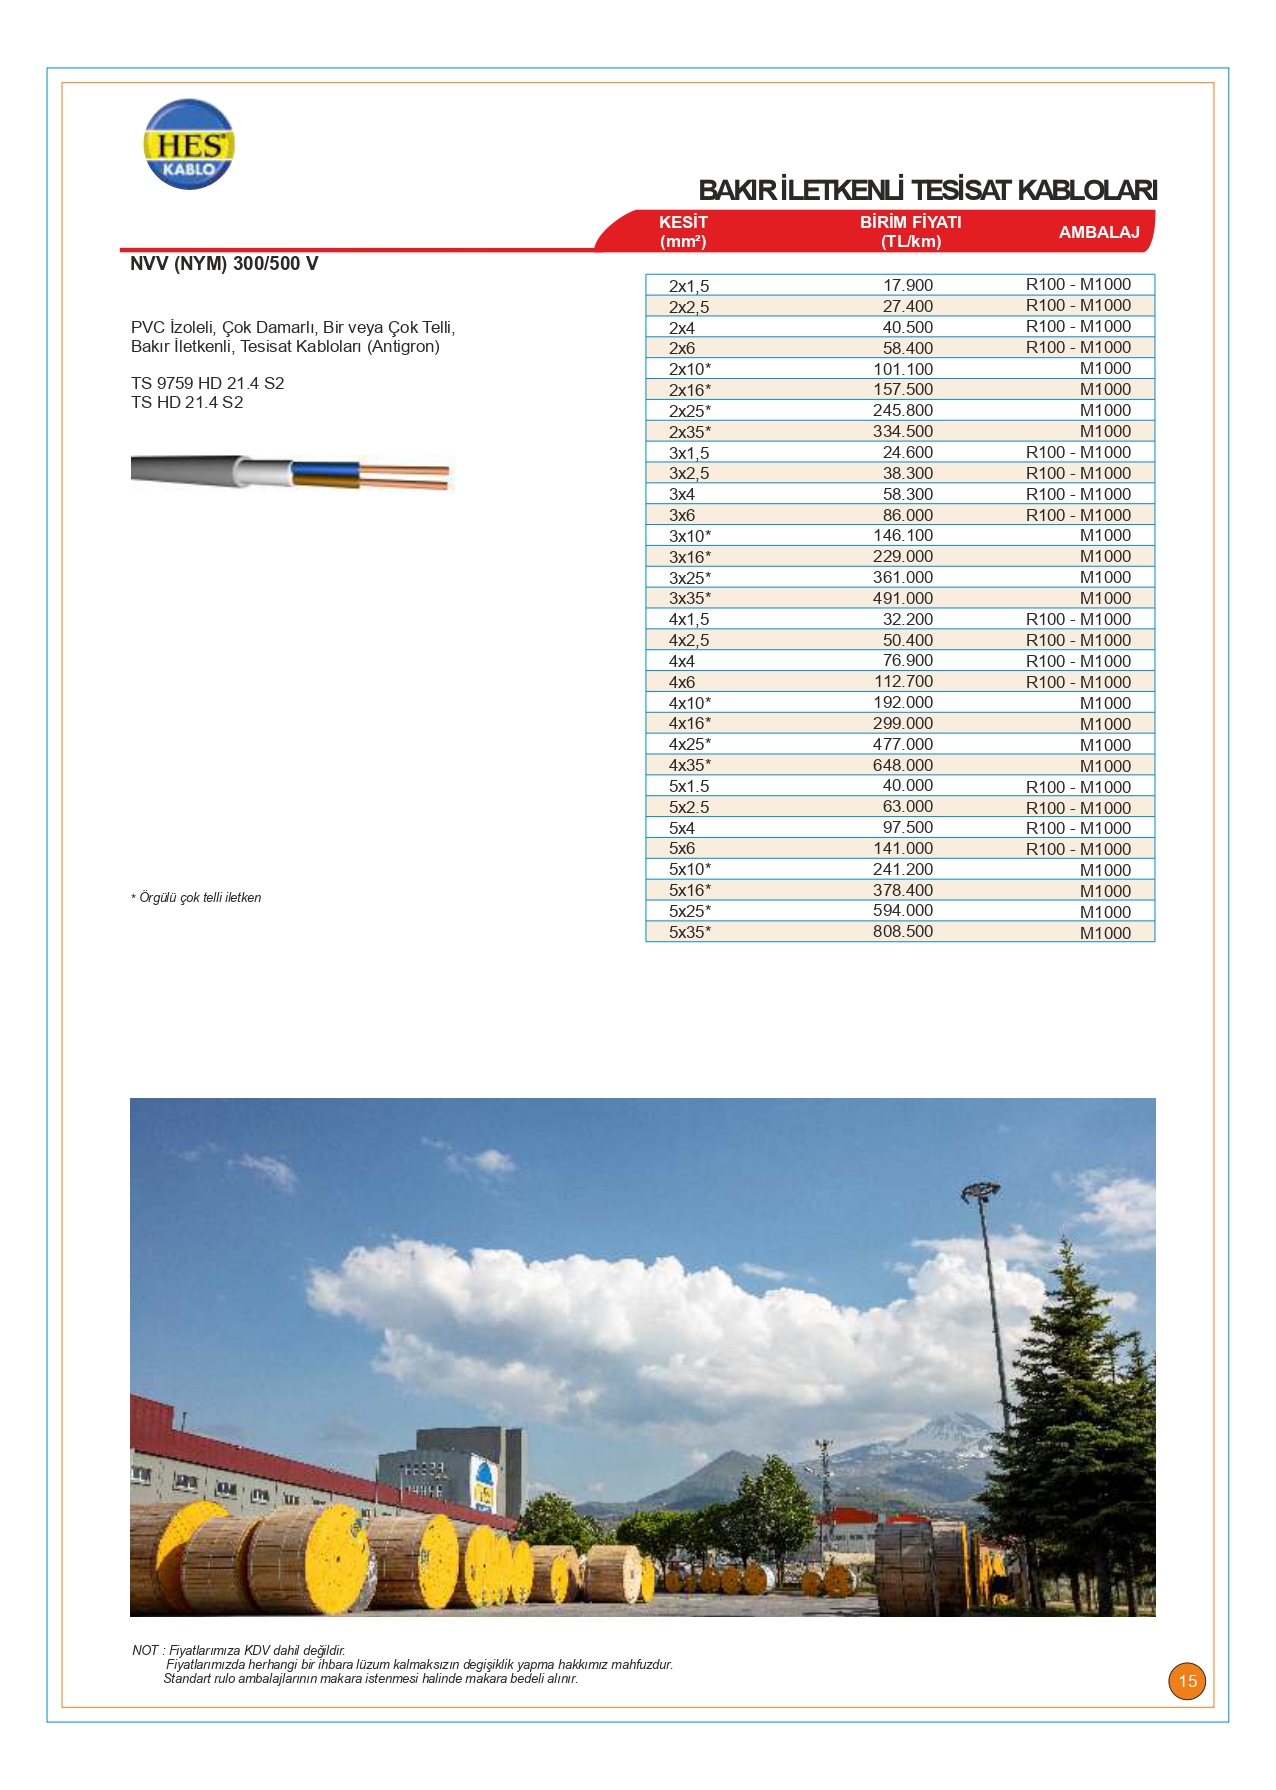 HES
KABLO
BAKIR İLETKENLİ TESİSAT KABLOLARI
KESİT BİRİM FİYATI AMBALAJ
(mm²) (TL/km)
NVV (NYM) 300/500 V
PVC İzoleli, Çok Damarlı, Bir veya Çok Telli,
Bakır İletkenli, Tesisat Kabloları (Antigron)
TS 9759 HD 21.4 S2
TS HD 21.4 S2
2x1,5 17.900 R100 - M1000
2x2,5 27.400 R100 - M1000
2x4 40.500 R100 - M1000
2x6 58.400 R100 - M1000
2x10* 101.100 M1000
2x16* 157.500 M1000
2x25* 245.800 M1000
2x35* 334.500 M1000
3x1,5 24.600 R100 - M1000
3x2,5 38.300 R100 - M1000
3x4 58.300 R100 - M1000
3x6 86.000 R100 - M1000
3x10* 146.100 M1000
3x16* 229.000 M1000
3x25* 361.000 M1000
3x35* 491.000 M1000
4x1,5 32.200 R100 - M1000
4x2,5 50.400 R100 - M1000
4x4 76.900 R100 - M1000
4x6 112.700 R100 - M1000
4x10* 192.000 M1000
4x16* 299.000 M1000
4x25* 477.000 M1000
4x35* 648.000 M1000
5x1.5 40.000 R100 - M1000
5x2.5 63.000 R100 - M1000
5x4 97.500 R100 - M1000
5x6 141.000 R100 - M1000
5x10* 241.200 M1000
5x16* 378.400 M1000
5x25* 594.000 M1000
5x35* 808.500 M1000
* Örgülü çok telli iletken
NOT : Fiyatlarımıza KDV dahil değildir.
Fiyatlarımızda herhangi bir ihbara lüzum kalmaksızın degişiklik yapma hakkımız mahfuzdur.
Standart rulo ambalajlarının makara istenmesi halinde makara bedeli alınır.
15